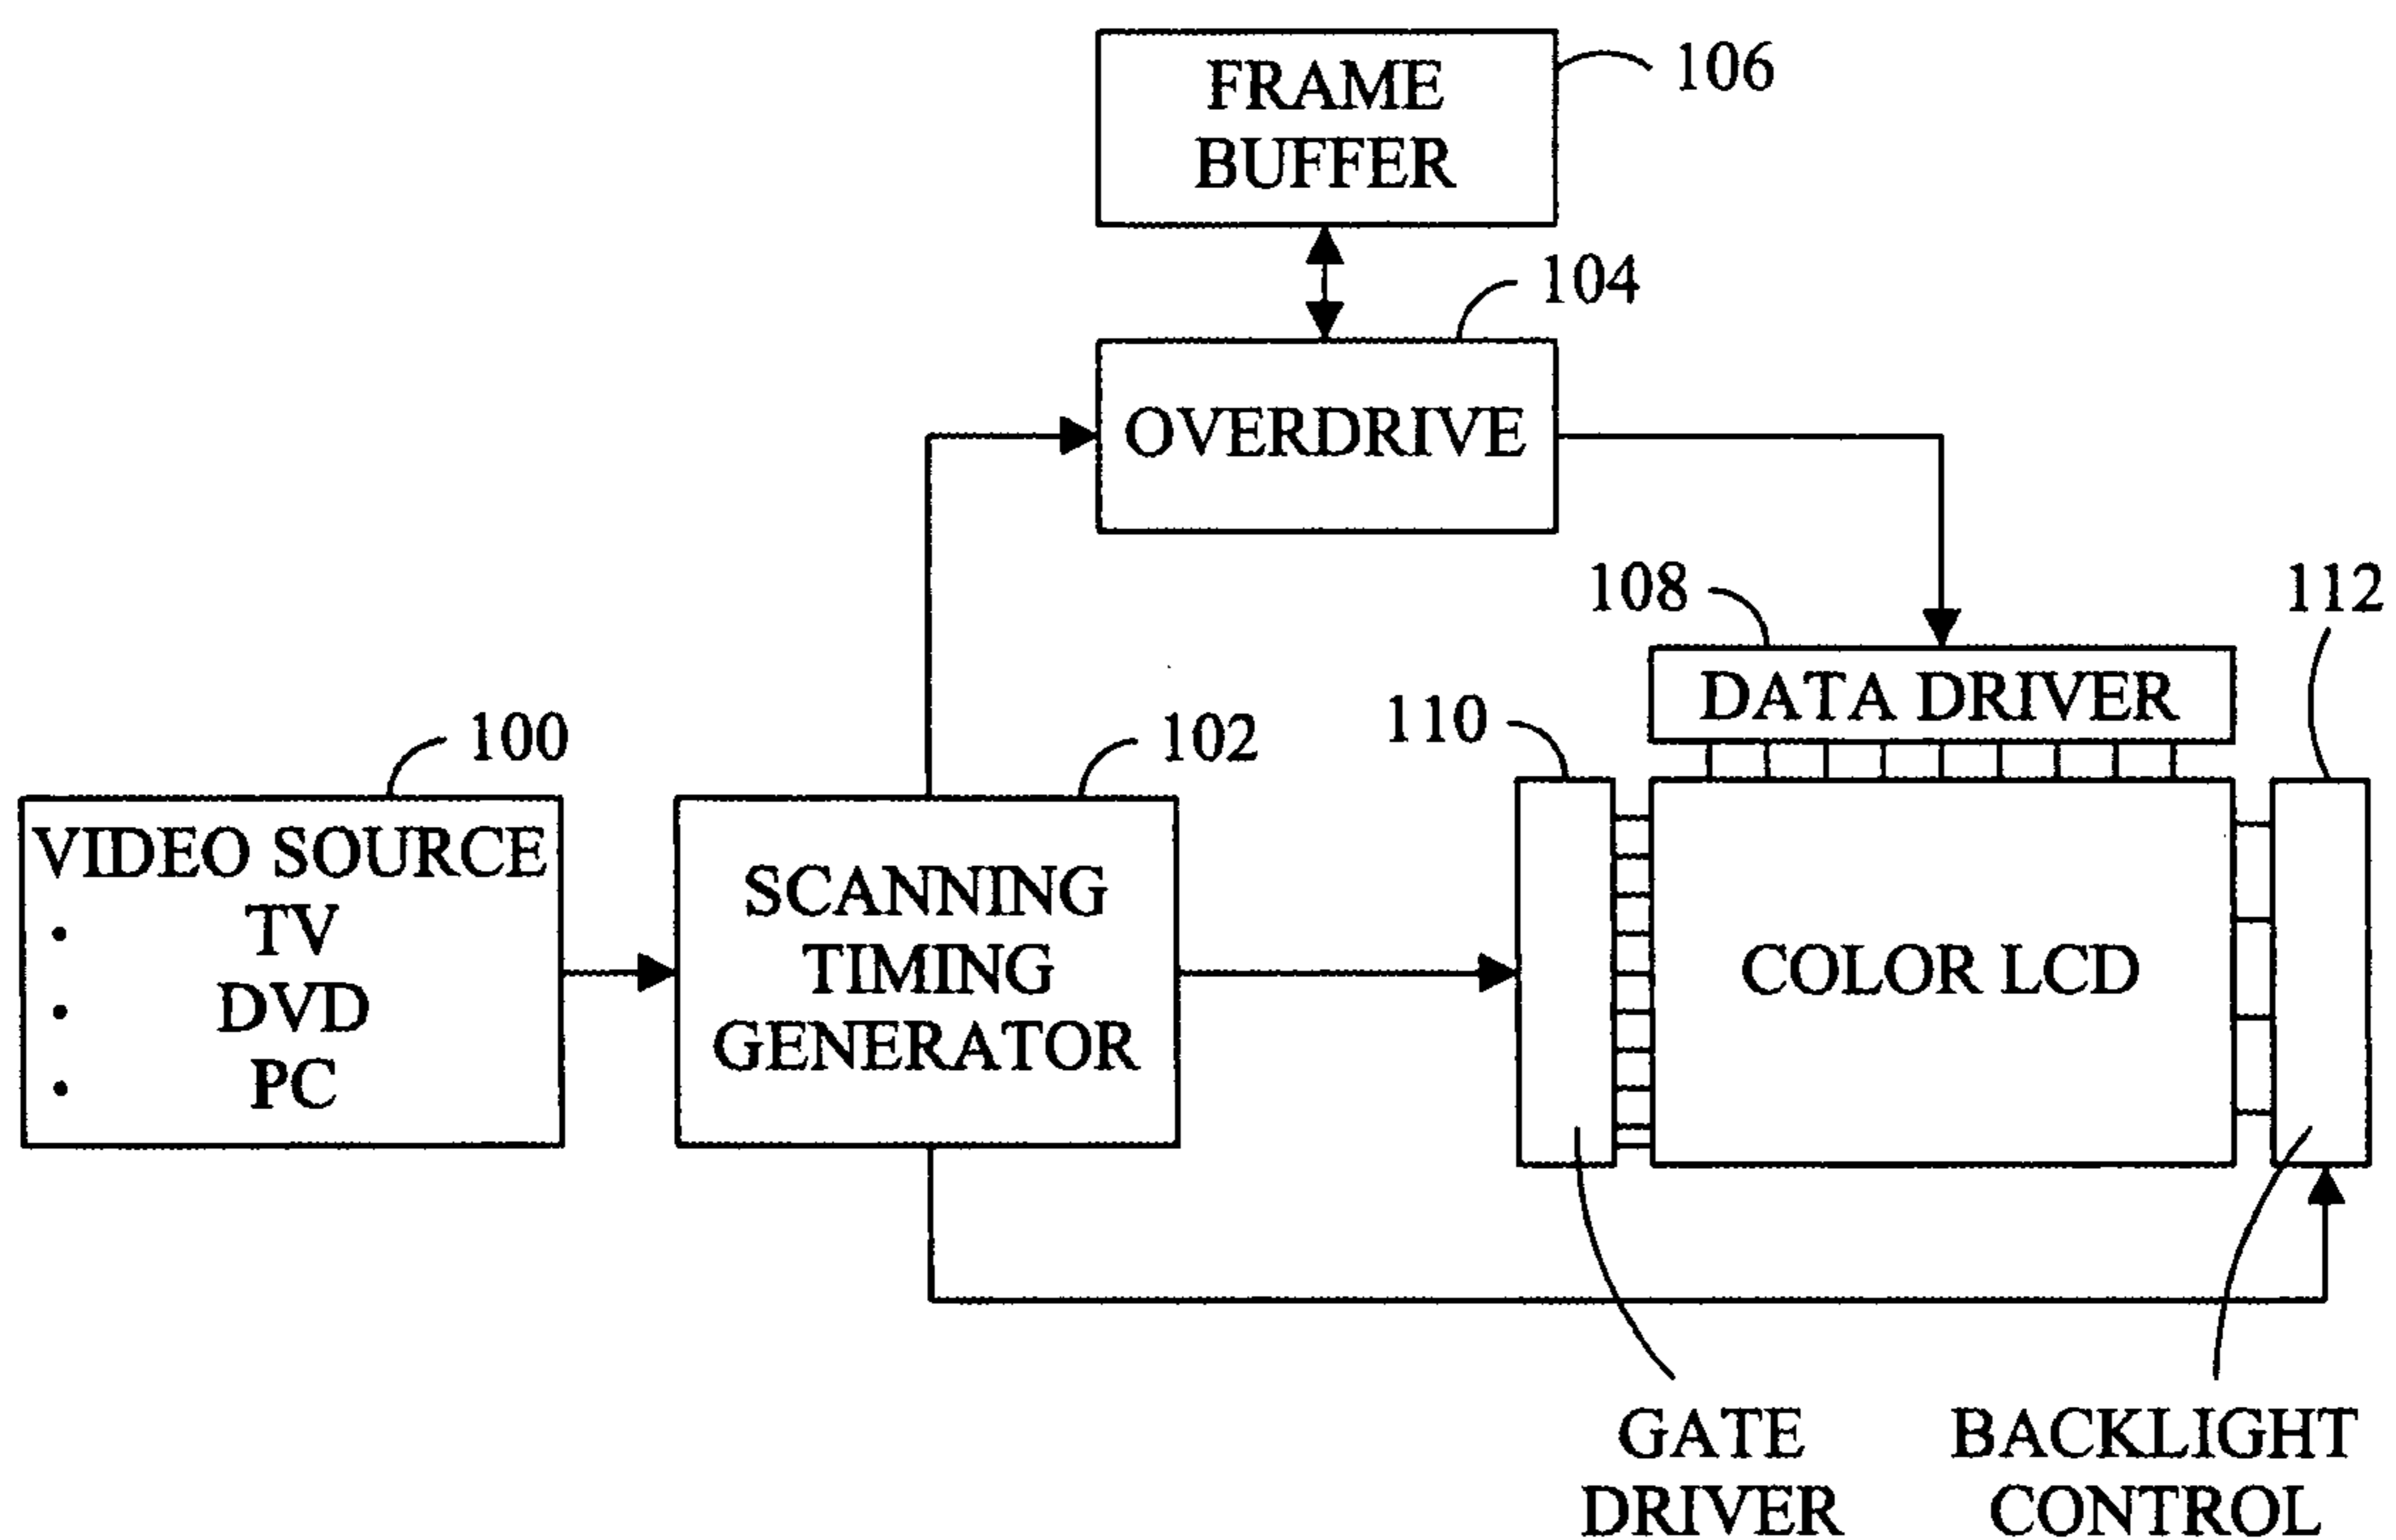 FRAME
BUFFER
106
104
OVERDRIVE
108
112
DATA DRIVER
110
100
102
VIDEO SOURCE
• TV
• DVD
• PC
SCANNING
TIMING
GENERATOR
COLOR LCD
GATE
DRIVER
BACKLIGHT
CONTROL